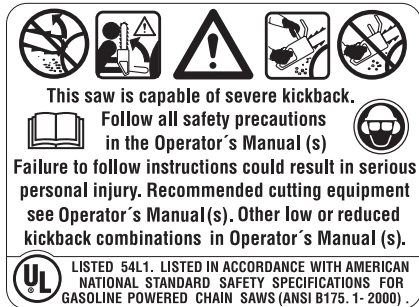 This saw is capable of severe kickback.
Follow all safety precautions
in the Operator´s Manual (s)
Failure to follow instructions could result in serious
personal injury. Recommended cutting equipment
see Operator´s Manual (s). Other low or reduced
kickback combinations in Operator´s Manual (s).
UL ® LISTED 54L1. LISTED IN ACCORDANCE WITH AMERICAN
NATIONAL STANDARD SAFETY SPECIFICATIONS FOR
GASOLINE POWERED CHAIN SAWS (ANSI B175. 1- 2000) .